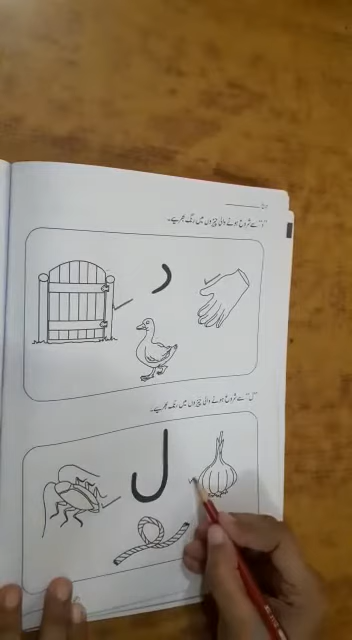 "د" سے شروع ہونے والی چیزوں میں رنگ بھریے۔
د
"ل" سے شروع ہونے والی چیزوں میں رنگ بھریے۔
ل